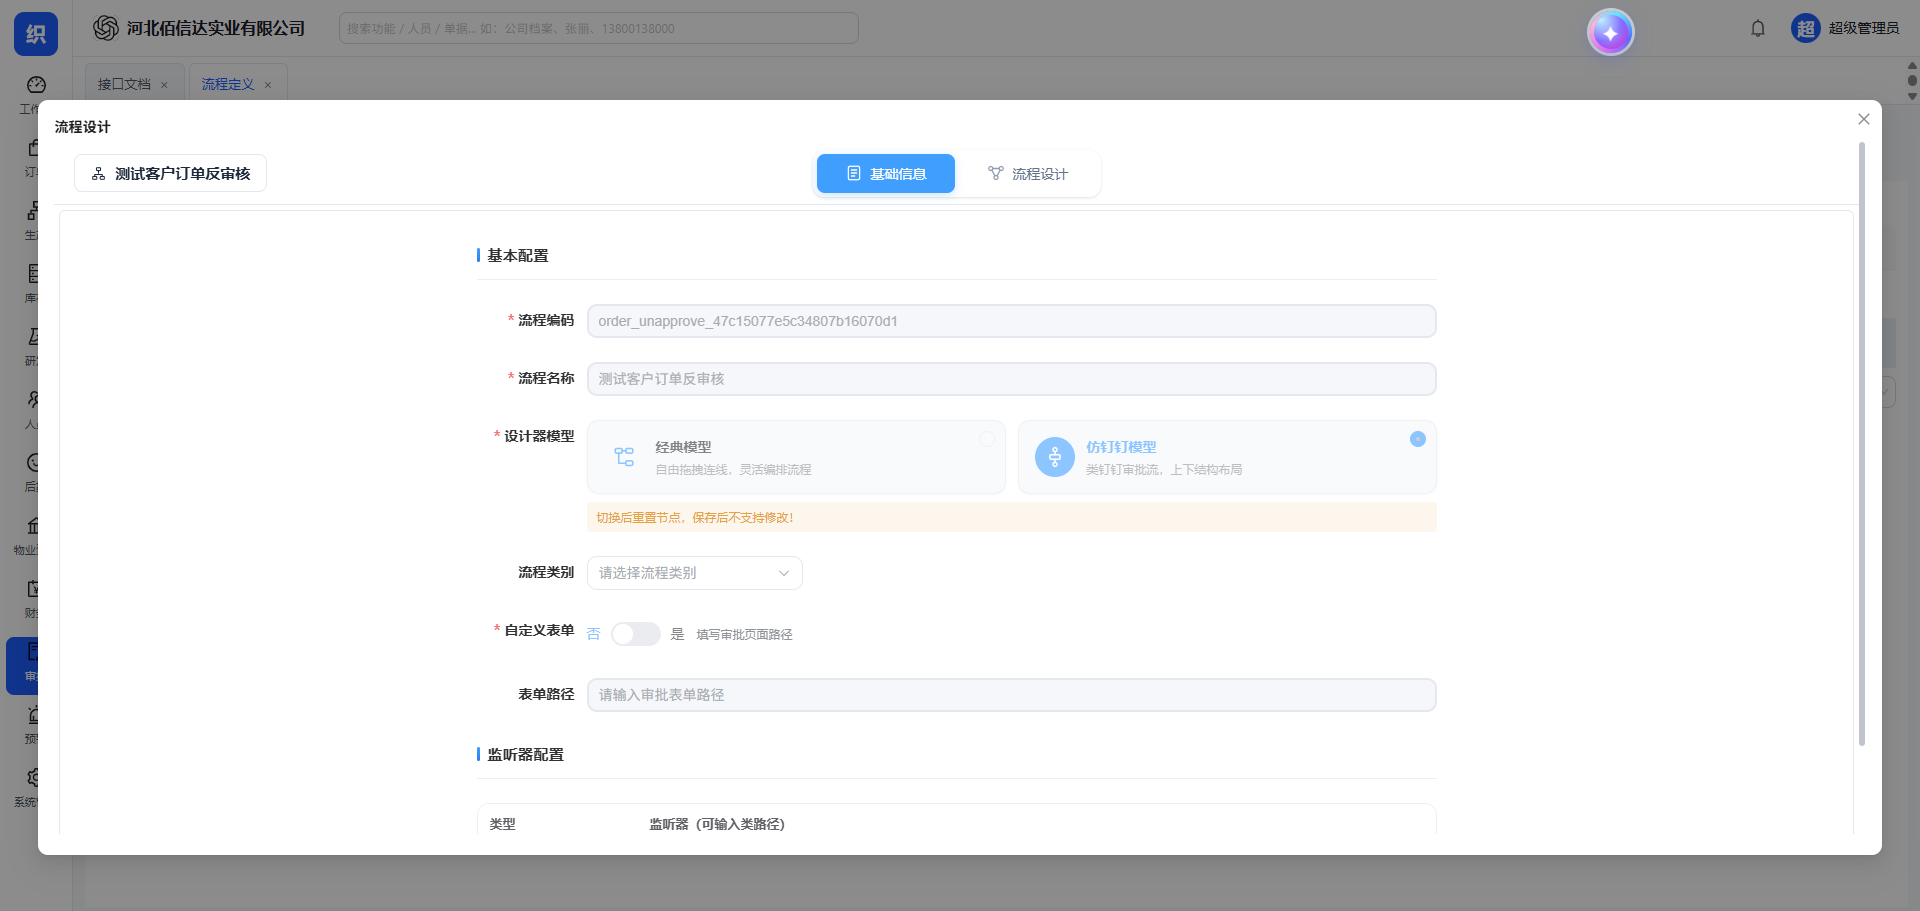 织
河北佰信达实业有限公司
搜索功能 / 人员 / 单据... 如：公司档案、张丽、13800138000
超
超级管理员
接口文档 ×
流程定义 ×
流程设计
测试客户订单反审核
基础信息
流程设计
基本配置
* 流程编码
order_unapprove_47c15077e5c34807b16070d1
* 流程名称
测试客户订单反审核
* 设计器模型
经典模型
自由拖拽连线，灵活编排流程
仿钉钉模型
类钉钉审批流，上下结构布局
切换后重置节点，保存后不支持修改！
流程类别
请选择流程类别
* 自定义表单
否
是
填写审批页面路径
表单路径
请输入审批表单路径
监听器配置
类型
监听器（可输入类路径）
物业
系统